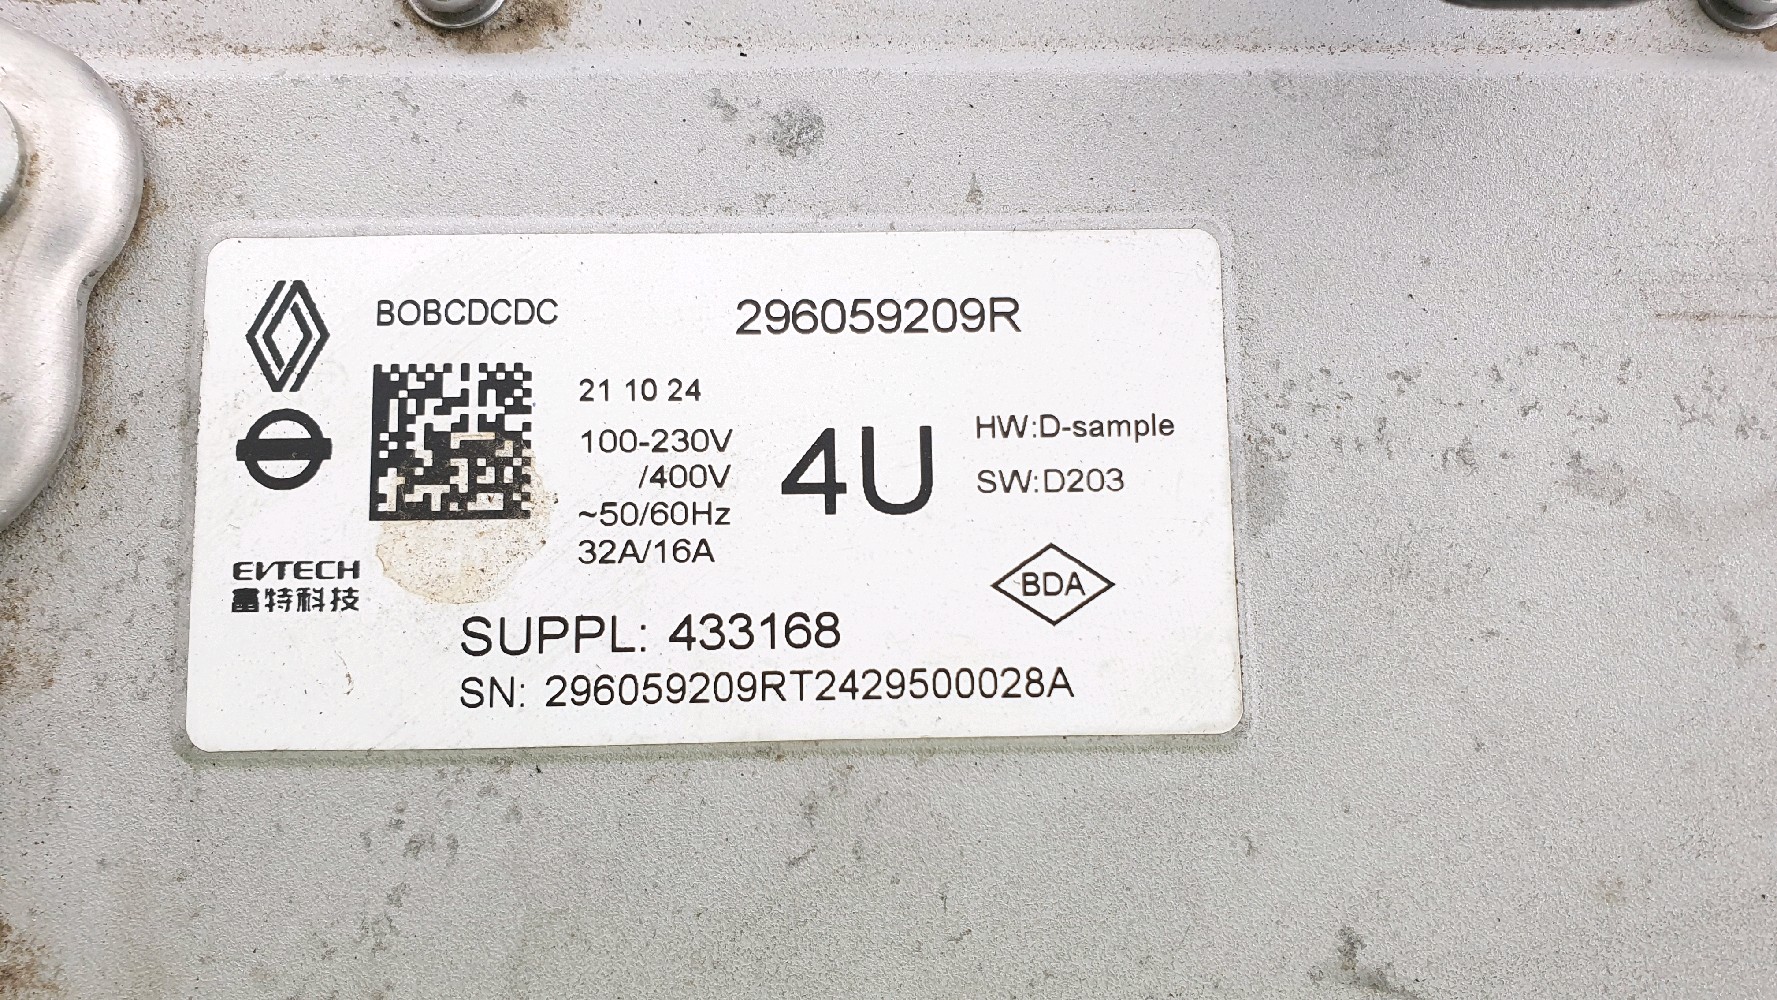 BOBCDCDC
296059209R
21 10 24
100-230V
/400V
~50/60Hz
32A/16A
4U
HW:D-sample
SW:D203
BDA
EVTECH
富特科技
SUPPL: 433168
SN: 296059209RT2429500028A